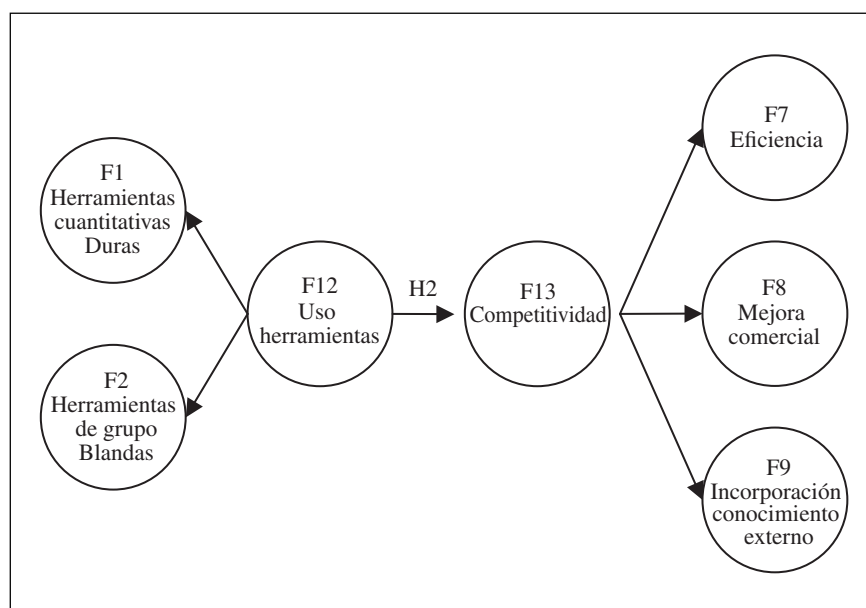 F1
Herramientas
cuantitativas
Duras
F2
Herramientas
de grupo
Blandas
F12
Uso
herramientas
H2
F13
Competitividad
F7
Eficiencia
F8
Mejora
comercial
F9
Incorporación
conocimiento
externo